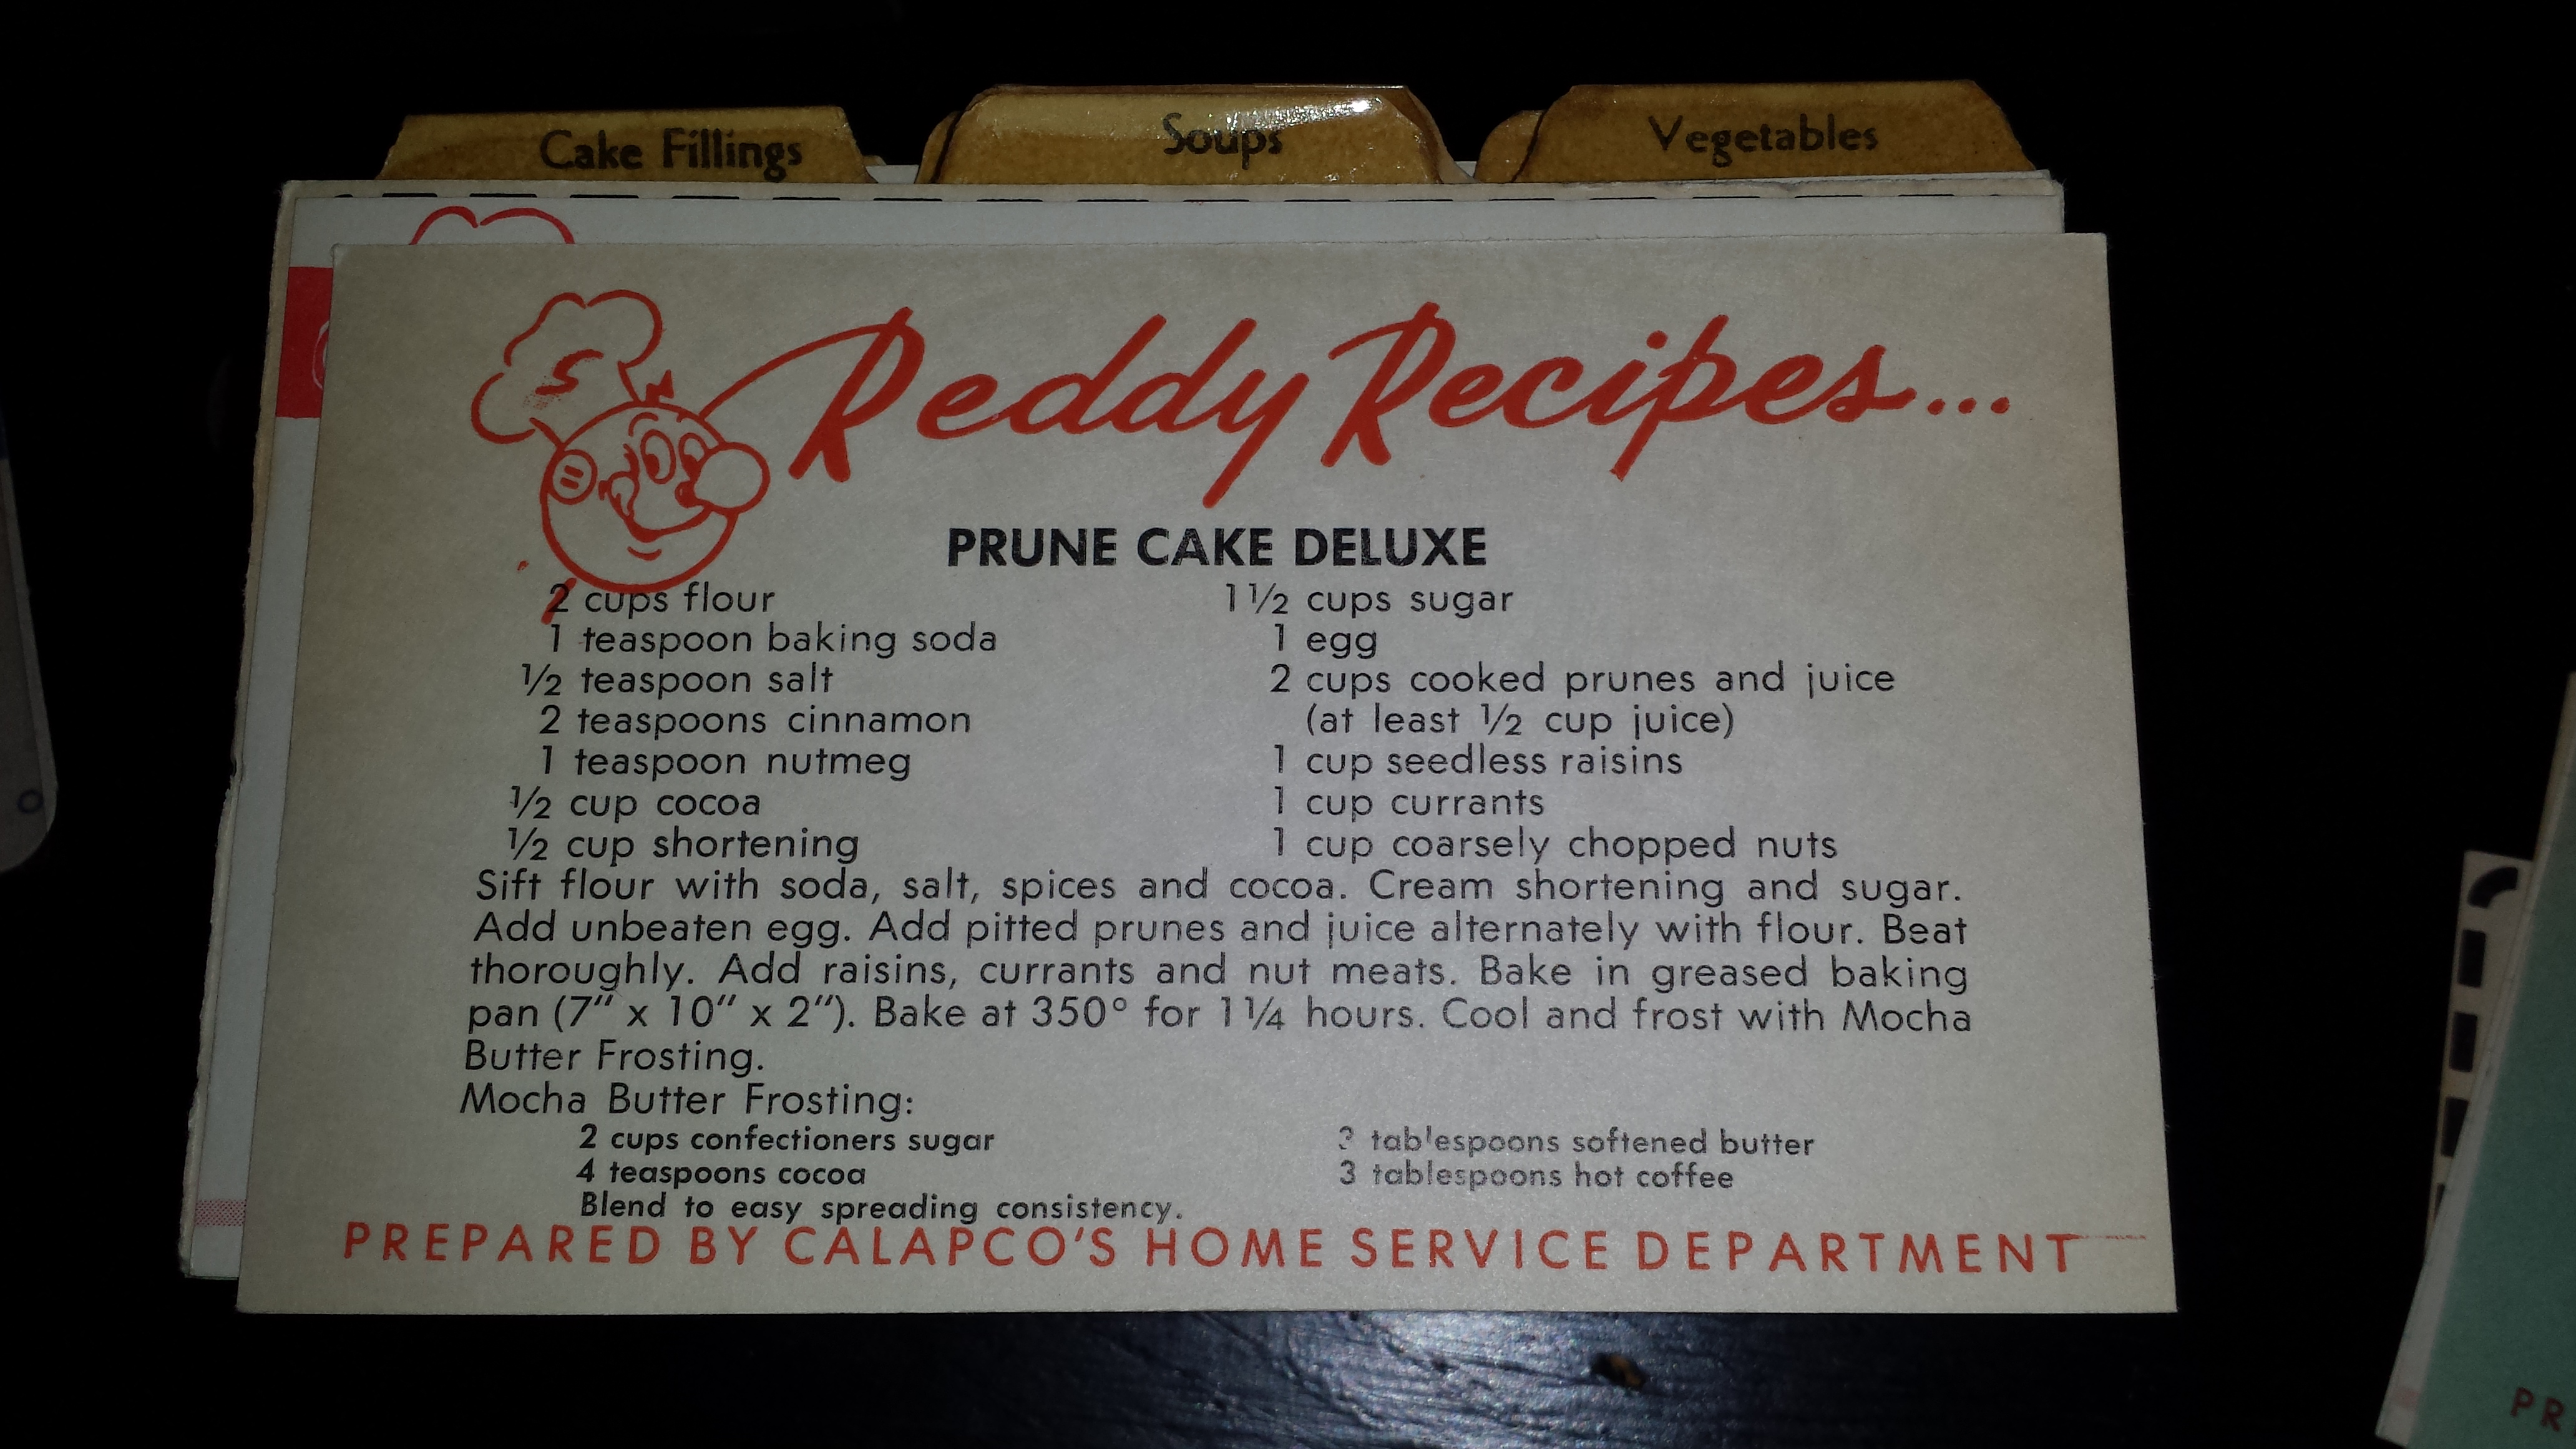 Cake Fillings
Soups
Vegetables
Reddy Recipes...
PRUNE CAKE DELUXE
2 cups flour
1 teaspoon baking soda
½ teaspoon salt
2 teaspoons cinnamon
1 teaspoon nutmeg
½ cup cocoa
½ cup shortening
1½ cups sugar
1 egg
2 cups cooked prunes and juice
(at least ½ cup juice)
1 cup seedless raisins
1 cup currants
1 cup coarsely chopped nuts
Sift flour with soda, salt, spices and cocoa. Cream shortening and sugar.
Add unbeaten egg. Add pitted prunes and juice alternately with flour. Beat
thoroughly. Add raisins, currants and nut meats. Bake in greased baking
pan (7" x 10" x 2"). Bake at 350° for 1¼ hours. Cool and frost with Mocha
Butter Frosting.
Mocha Butter Frosting:
2 cups confectioners sugar
4 teaspoons cocoa
tablespoons softened butter
3 tablespoons hot coffee
Blend to easy spreading consistency.
PREPARED BY CALAPCO'S HOME SERVICE DEPARTMENT
PR